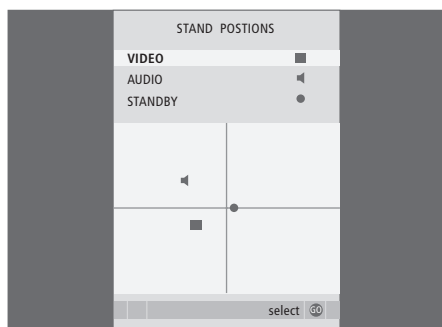 STAND POSTIONS
VIDEO
AUDIO
STANDBY
select GO